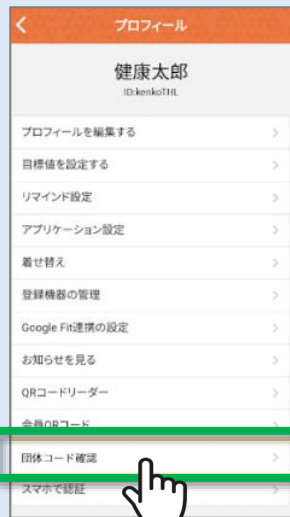 プロフィール
健康太郎
ID:kenkoTHL
プロフィールを編集する
目標値を設定する
リマインド設定
アプリケーション設定
着せ替え
登録機器の管理
Google Fit連携の設定
お知らせを見る
QRコードリーダー
会員QRコード
団体コード確認
スマホで認証